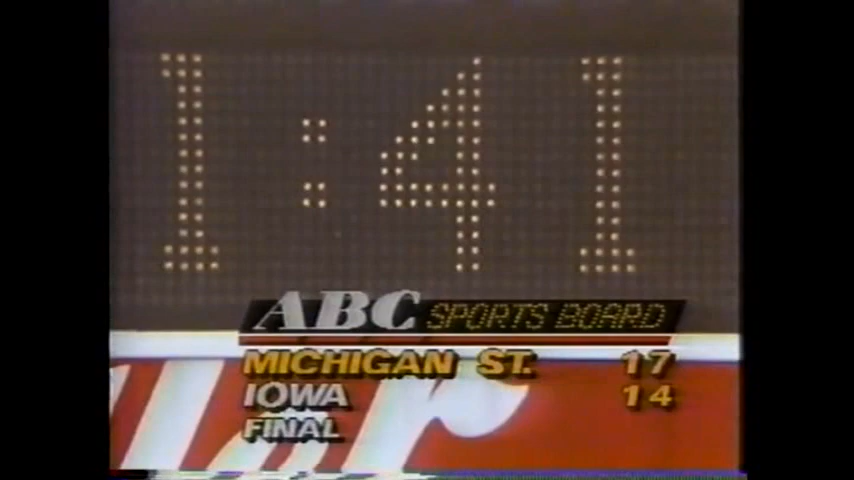 1:41
ABC SPORTS BOARD
MICHIGAN ST. 17
IOWA 14
FINAL